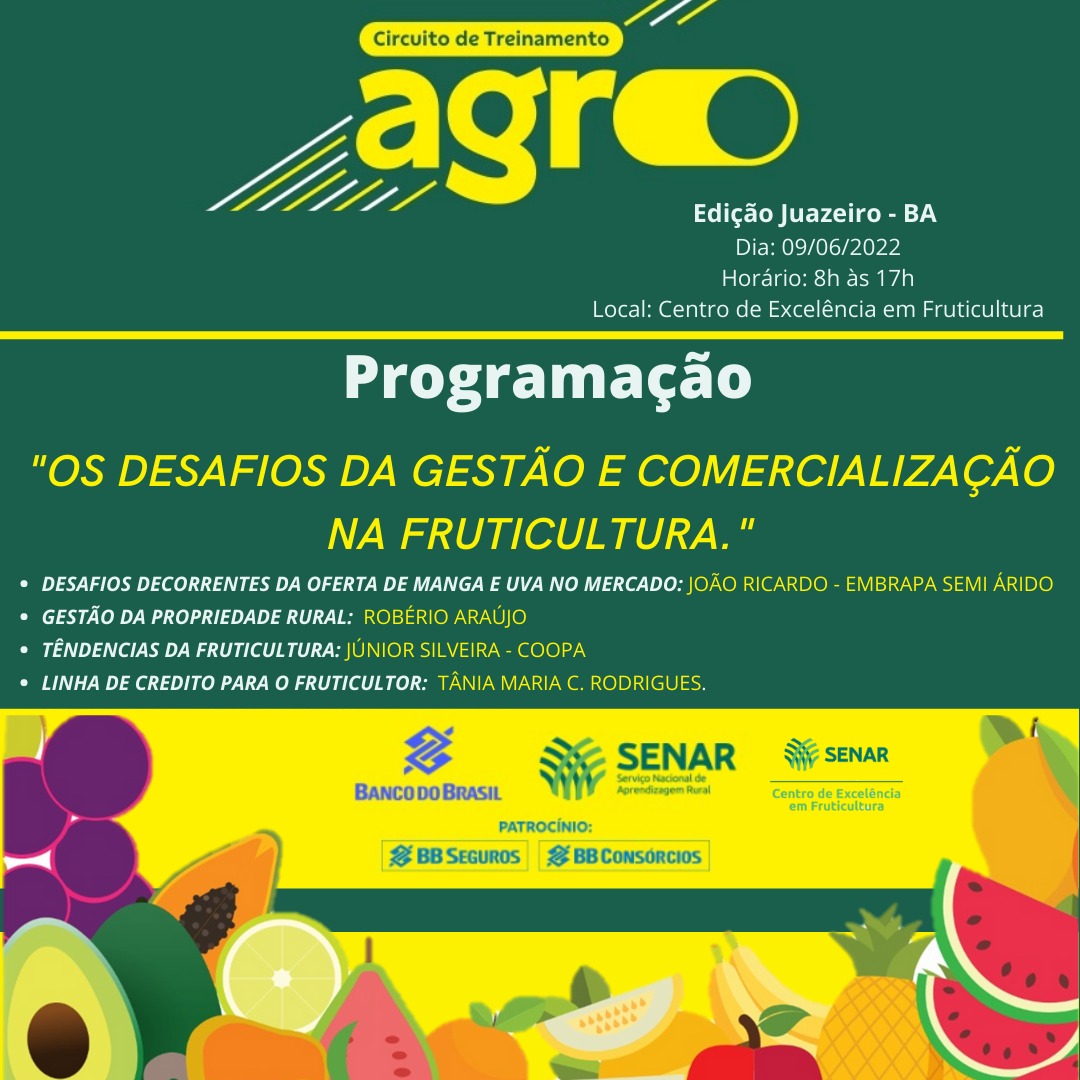 Circuito de Treinamento
agro
Edição Juazeiro - BA
Dia: 09/06/2022
Horário: 8h às 17h
Local: Centro de Excelência em Fruticultura
Programação
"OS DESAFIOS DA GESTÃO E COMERCIALIZAÇÃO
NA FRUTICULTURA."
• DESAFIOS DECORRENTES DA OFERTA DE MANGA E UVA NO MERCADO: JOÃO RICARDO - EMBRAPA SEMI ÁRIDO
• GESTÃO DA PROPRIEDADE RURAL: ROBÉRIO ARAÚJO
• TÊNDENCIAS DA FRUTICULTURA: JÚNIOR SILVEIRA - COOPA
• LINHA DE CREDITO PARA O FRUTICULTOR: TÂNIA MARIA C. RODRIGUES.
BANCO DO BRASIL
SENAR
Serviço Nacional de
Aprendizagem Rural
SENAR
Centro de Excelência
em Fruticultura
PATROCÍNIO:
BB SEGUROS
BB CONSÓRCIOS